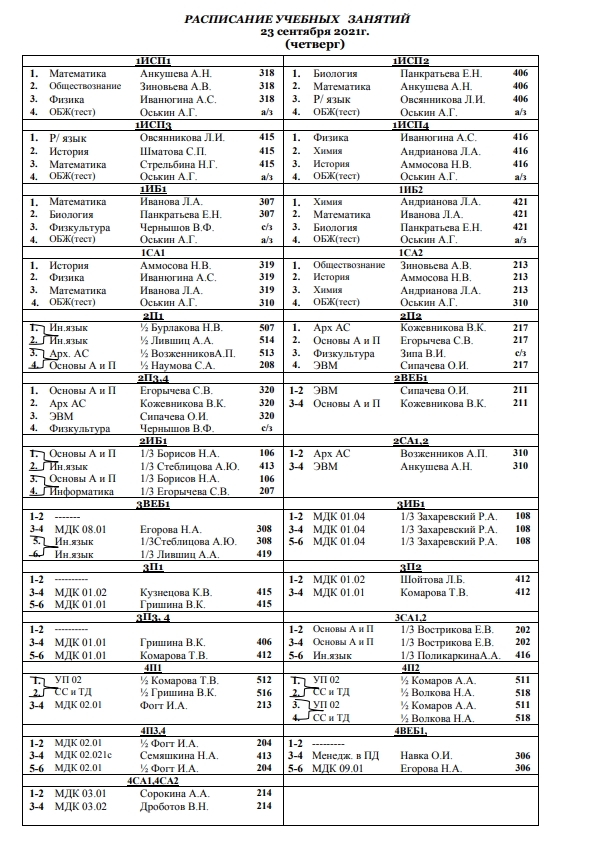 РАСПИСАНИЕ УЧЕБНЫХ ЗАНЯТИЙ
23 сентября 2021г.
(четверг)
1ИСП1
1. Математика Анкушева А.Н. 318
2. Обществознание Зиновьева А.В. 318
3. Физика Иванюгина А.С. 318
4. ОБЖ(тест) Оськин А.Г. а/з
1ИСП2
1. Биология Панкратьева Е.Н. 406
2. Математика Анкушева А.Н. 406
3. Р/ язык Овсянникова Л.И. 406
4. ОБЖ(тест) Оськин А.Г. а/з
1ИСП3
1. Р/ язык Овсянникова Л.И. 415
2. История Шматова С.П. 415
3. Математика Стрельбина Н.Г. 415
4. ОБЖ(тест) Оськин А.Г. а/з
1ИСП4
1. Физика Иванюгина А.С. 416
2. Химия Андрианова Л.А. 416
3. История Аммосова Н.В. 416
4. ОБЖ(тест) Оськин А.Г. а/з
1ИБ1
1. Математика Иванова Л.А. 307
2. Биология Панкратьева Е.Н. 307
3. Физкультура Чернышов В.Ф. с/з
4. ОБЖ(тест) Оськин А.Г. а/з
1ИБ2
1. Химия Андрианова Л.А. 421
2. Математика Иванова Л.А. 421
3. Биология Панкратьева Е.Н. 421
4. ОБЖ(тест) Оськин А.Г. а/з
1СА1
1. История Аммосова Н.В. 319
2. Физика Иванюгина А.С. 319
3. Математика Иванова Л.А. 319
4. ОБЖ(тест) Оськин А.Г. 310
1СА2
1. Обществознание Зиновьева А.В. 213
2. История Аммосова Н.В. 213
3. Химия Андрианова Л.А. 213
4. ОБЖ(тест) Оськин А.Г. 310
2П1
1. Ин.язык ½ Бурлакова Н.В. 507
2. Ин.язык ½ Лившиц А.А. 514
3. Арх. АС ½ ВозженниковА.П. 513
4. Основы А и П ½ Наумова С.А. 208
2П2
1. Арх АС Кожевникова В.К. 217
2. Основы А и П Егорычева С.В. 217
3. Физкультура Зипа В.И. с/з
4. ЭВМ Сипачева О.И. 217
2П3,4
1. Основы А и П Егорычева С.В. 320
2. Арх АС Кожевникова В.К. 320
3. ЭВМ Сипачева О.И. 320
4. Физкультура Чернышов В.Ф. с/з
2ВЕБ1
1-2 ЭВМ Сипачева О.И. 211
3-4 Основы А и П Кожевникова В.К. 211
2ИБ1
1. Основы А и П 1/3 Борисов Н.А. 106
2. Ин.язык 1/3 Стеблицова А.Ю. 413
3. Основы А и П 1/3 Борисов Н.А. 106
4. Информатика 1/3 Егорычева С.В. 207
2СА1,2
1-2 Арх АС Возженников А.П. 310
3-4 ЭВМ Анкушева А.Н. 310
3ВЕБ1
1-2 -------
3-4 МДК 08.01 Егорова Н.А. 308
5. Ин.язык 1/3Стеблицова А.Ю. 308
6. Ин.язык 1/3 Лившиц А.А. 419
3ИБ1
1-2 МДК 01.04 1/3 Захаревский Р.А. 108
3-4 МДК 01.04 1/3 Захаревский Р.А. 108
5-6 МДК 01.04 1/3 Захаревский Р.А. 108
3П1
1-2 ----------
3-4 МДК 01.02 Кузнецова К.В. 415
5-6 МДК 01.01 Гришина В.К. 415
3П2
1-2 МДК 01.02 Шойтова Л.Б. 412
3-4 МДК 01.01 Комарова Т.В. 412
3П3, 4
1-2 ----------
3-4 МДК 01.01 Гришина В.К. 406
5-6 МДК 01.01 Комарова Т.В. 412
3СА1,2
1-2 Основы А и П 1/3 Вострикова Е.В. 202
3-4 Основы А и П 1/3 Вострикова Е.В. 202
5-6 Ин.язык 1/3 ПоликаркинаА.А. 416
4П1
1. УП 02 ½ Комарова Т.В. 512
2. СС и ТД ½ Гришина В.К. 516
3-4 МДК 02.01 Фогт И.А. 213
4П2
1. УП 02 ½ Комаров А.А. 511
2. СС и ТД ½ Волкова Н.А. 518
3. УП 02 ½ Комаров А.А. 511
4. СС и ТД ½ Волкова Н.А. 518
4П3,4
1-2 МДК 02.01 ½ Фогт И.А. 204
3-4 МДК 02.021с Семяшкина Н.А. 413
5-6 МДК 02.01 ½ Фогт И.А. 204
4ВЕБ1,
1-2 ---------
3-4 Менедж. в ПД Навка О.И. 306
5-6 МДК 09.01 Егорова Н.А. 306
4СА1,4СА2
1-2 МДК 03.01 Сорокина А.А. 214
3-4 МДК 03.02 Дроботов В.Н. 214